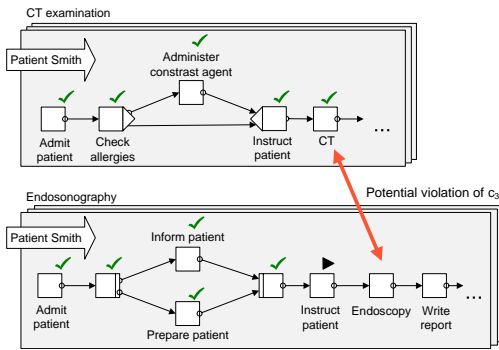 CT examination
Patient Smith
Administer
constrast agent
Admit
patient
Check
allergies
Instruct
patient
CT
...
Potential violation of c3
Endosonography
Patient Smith
Inform patient
Admit
patient
Prepare patient
Instruct
patient
Endoscopy
Write
report
...